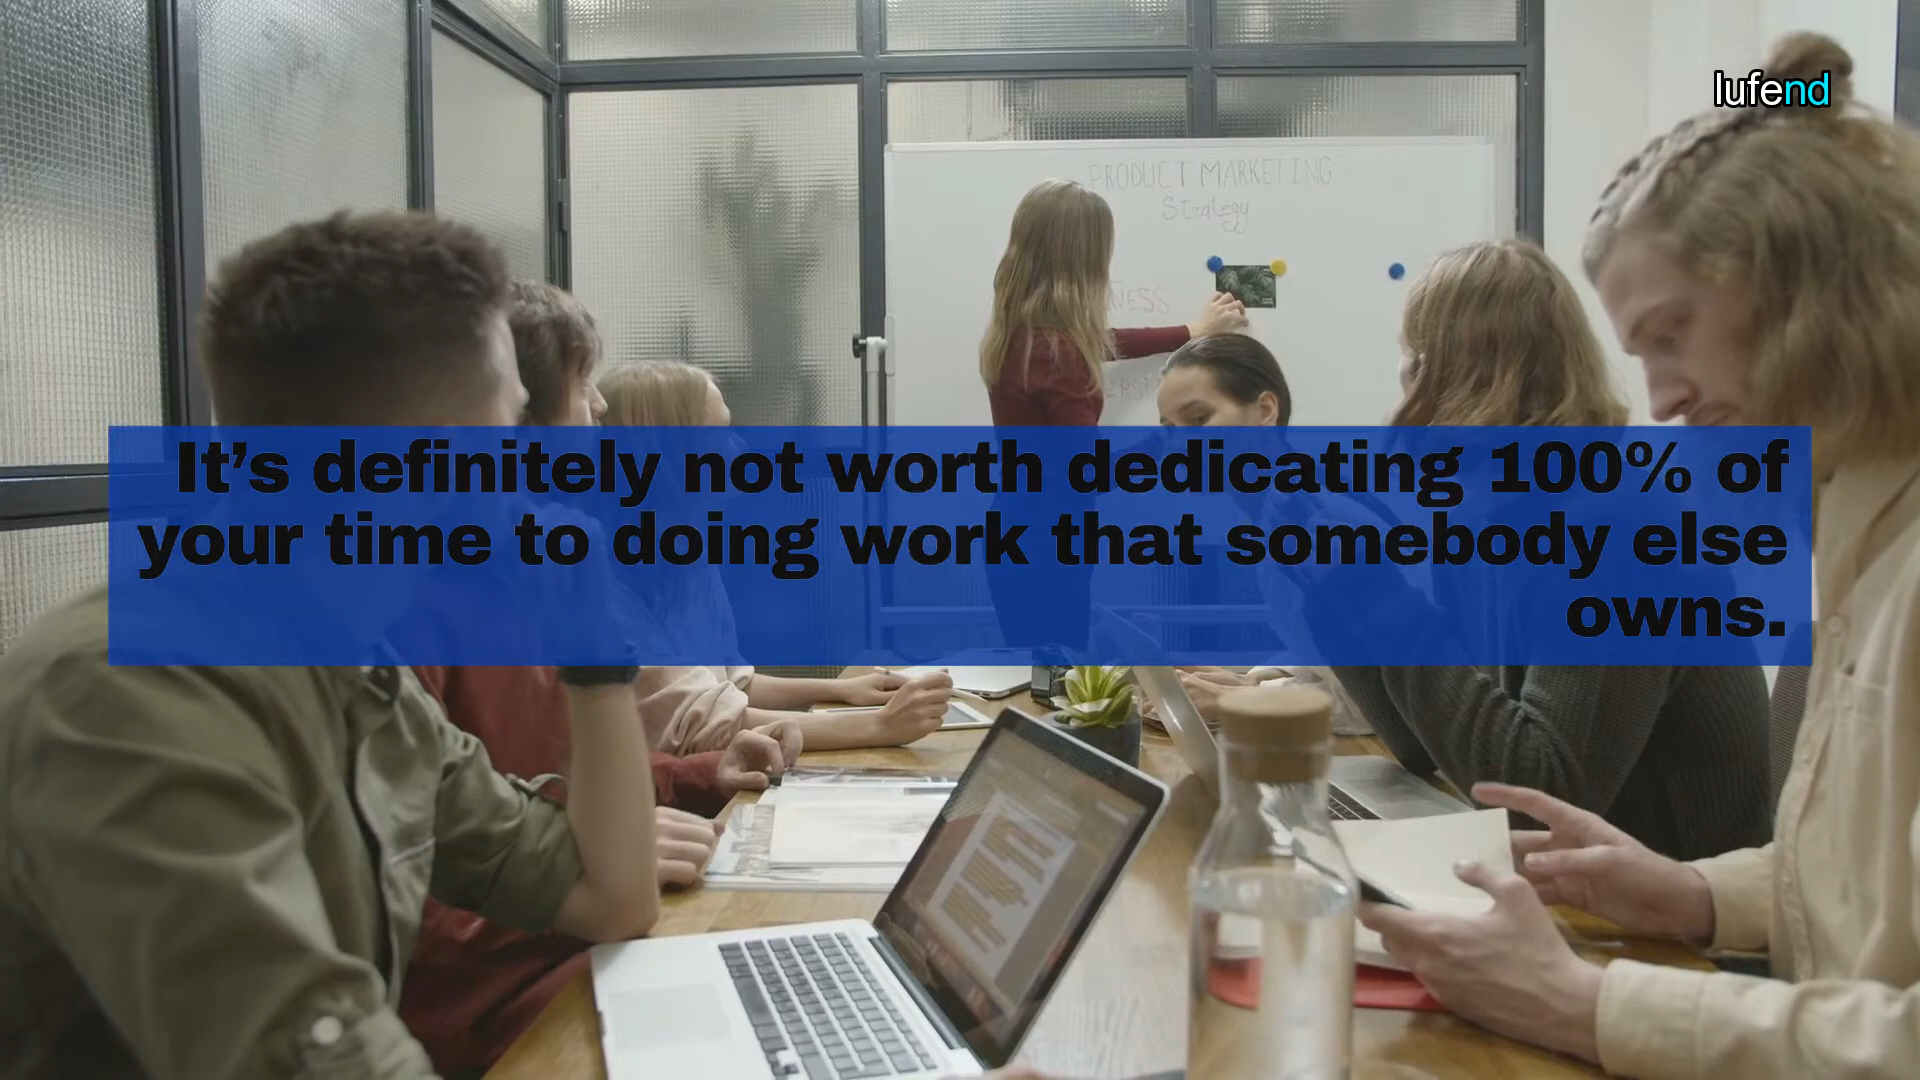 lufend
PRODUCT MARKETING
Strategy
NESS
It’s definitely not worth dedicating 100% of
your time to doing work that somebody else
owns.